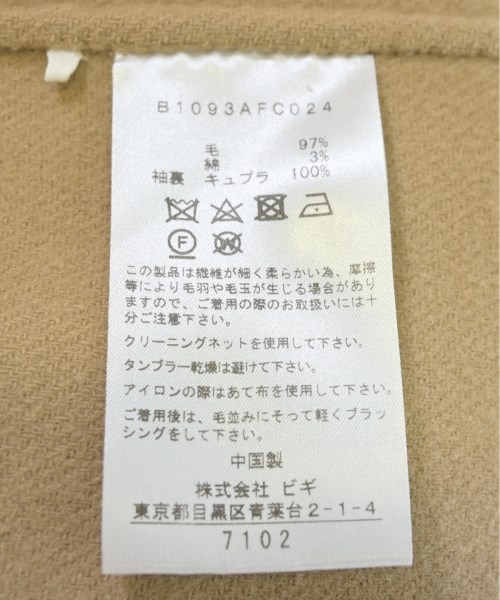 B1093AFC024
毛 97%
綿 3%
袖裏 キュプラ 100%
F W
この製品は繊維が細く柔らかい為、摩擦
等により毛羽や毛玉が生じる場合があり
ますので、ご着用の際のお取扱いには十
分ご注意下さい。
クリーニングネットを使用して下さい。
タンブラー乾燥は避けて下さい。
アイロンの際はあて布を使用して下さい。
ご着用後は、毛並みにそって軽くブラッ
シングをして下さい。
中国製
株式会社 ビギ
東京都目黒区青葉台2-1-4
7102